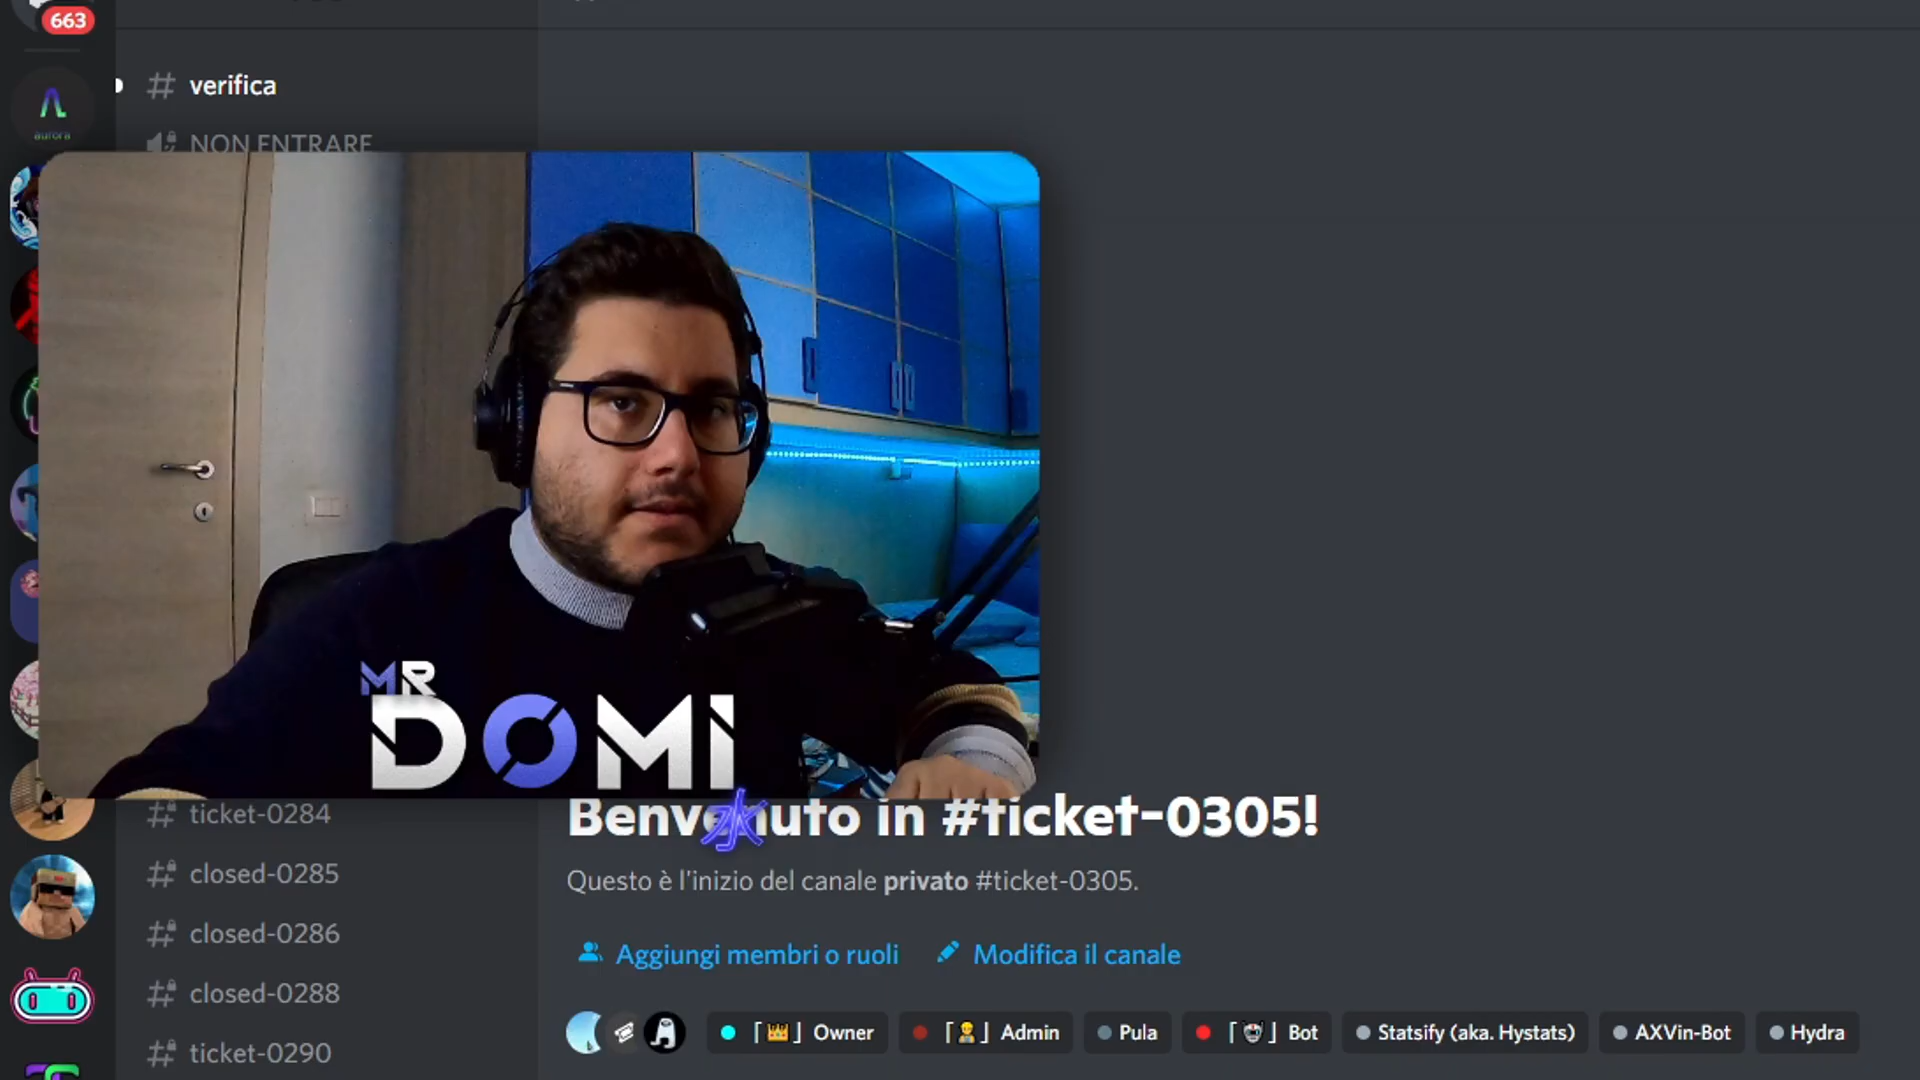 663
verifica
aurora
NON ENTRARE
MR
DOMI
ticket-0284
closed-0285
closed-0286
closed-0288
ticket-0290
Benvenuto in #ticket-0305!
Questo è l'inizio del canale privato #ticket-0305.
Aggiungi membri o ruoli
Modifica il canale
Owner
Admin
Pula
Bot
Statsify (aka. Hystats)
AXVin-Bot
Hydra